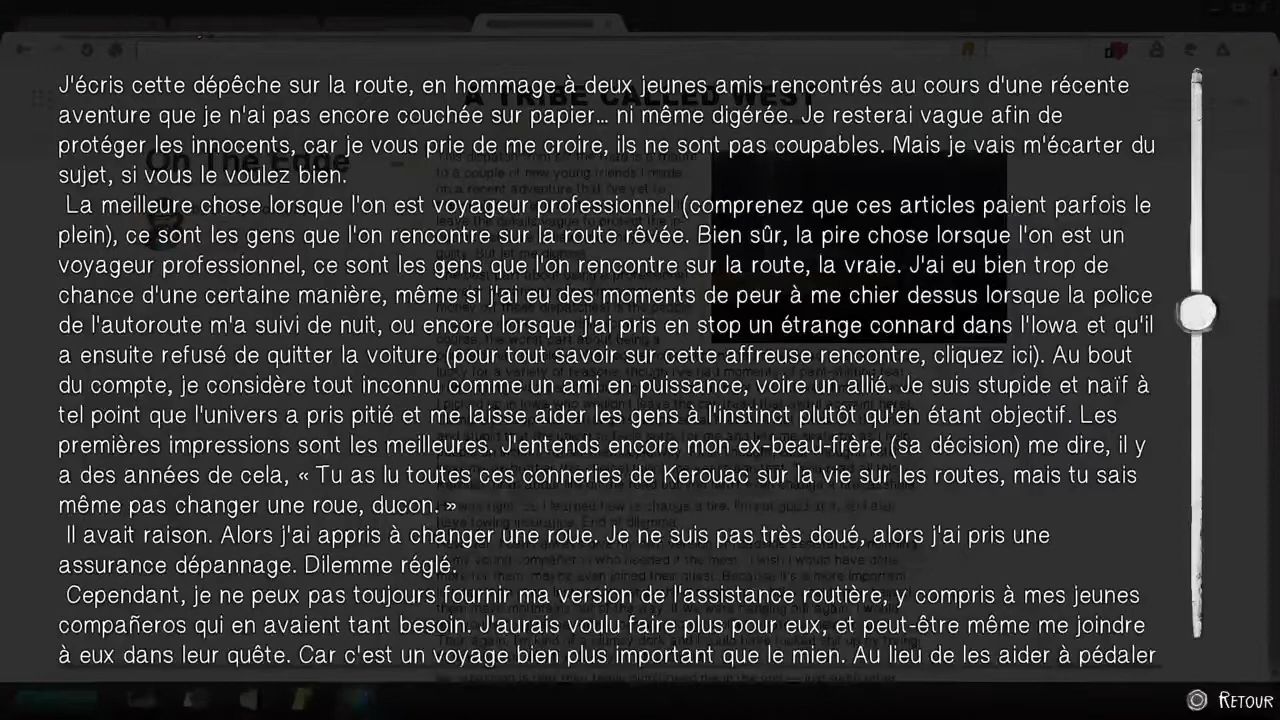 A TRIBE CALLED WEST
On The Edge
J'écris cette dépêche sur la route, en hommage à deux jeunes amis rencontrés au cours d'une récente
aventure que je n'ai pas encore couchée sur papier... ni même digérée. Je resterai vague afin de
protéger les innocents, car je vous prie de me croire, ils ne sont pas coupables. Mais je vais m'écarter du
sujet, si vous le voulez bien.
La meilleure chose lorsque l'on est voyageur professionnel (comprenez que ces articles paient parfois le
plein), ce sont les gens que l'on rencontre sur la route rêvée. Bien sûr, la pire chose lorsque l'on est un
voyageur professionnel, ce sont les gens que l'on rencontre sur la route, la vraie. J'ai eu bien trop de
chance d'une certaine manière, même si j'ai eu des moments de peur à me chier dessus lorsque la police
de l'autoroute m'a suivi de nuit, ou encore lorsque j'ai pris en stop un étrange connard dans l'Iowa et qu'il
a ensuite refusé de quitter la voiture (pour tout savoir sur cette affreuse rencontre, cliquez ici). Au bout
du compte, je considère tout inconnu comme un ami en puissance, voire un allié. Je suis stupide et naïf à
tel point que l'univers a pris pitié et me laisse aider les gens à l'instinct plutôt qu'en étant objectif. Les
premières impressions sont les meilleures. J'entends encore mon ex-beau-frère (sa décision) me dire, il y
a des années de cela, « Tu as lu toutes ces conneries de Kerouac sur la vie sur les routes, mais tu sais
même pas changer une roue, ducon. »
Il avait raison. Alors j'ai appris à changer une roue. Je ne suis pas très doué, alors j'ai pris une
assurance dépannage. Dilemme réglé.
Cependant, je ne peux pas toujours fournir ma version de l'assistance routière, y compris à mes jeunes
compañeros qui en avaient tant besoin. J'aurais voulu faire plus pour eux, et peut-être même me joindre
à eux dans leur quête. Car c'est un voyage bien plus important que le mien. Au lieu de les aider à pédaler
RETOUR